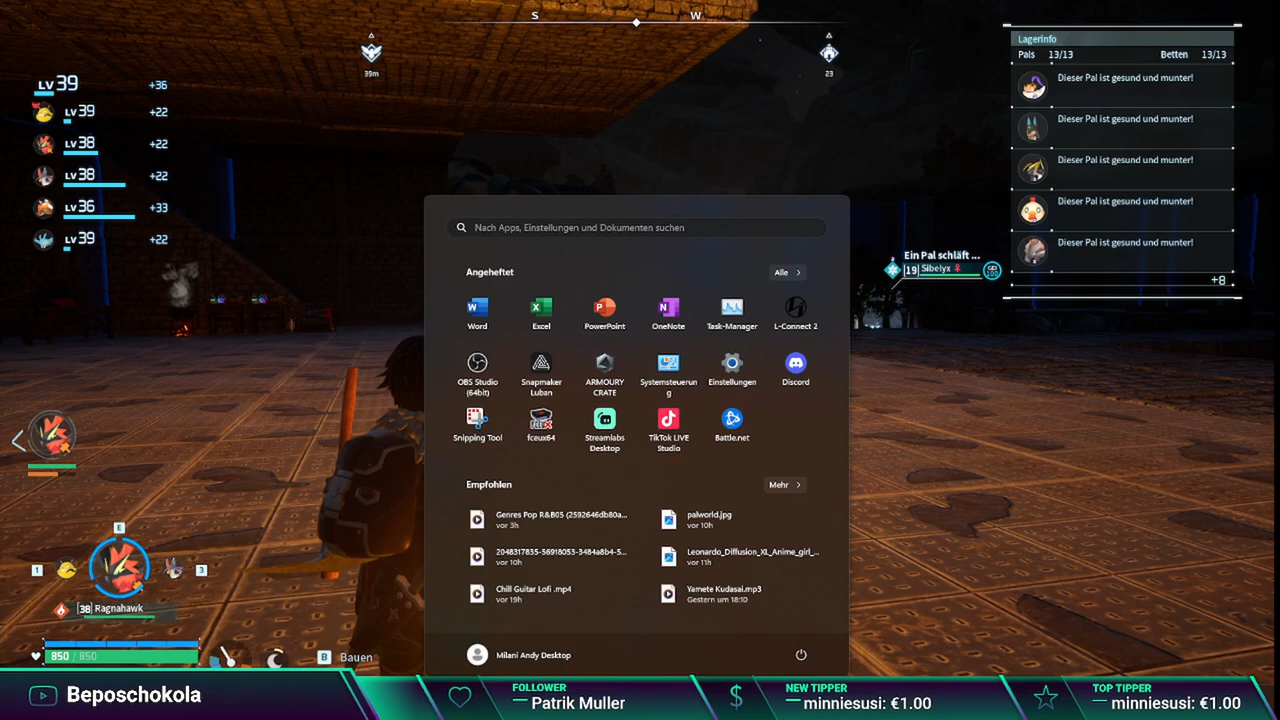 S
W
39m
23
LV 39
+36
LV 39
+22
LV 38
+22
LV 38
+22
LV 36
+33
LV 39
+22
Lagerinfo
Pals 13/13 Betten 13/13
Dieser Pal ist gesund und munter!
Dieser Pal ist gesund und munter!
Dieser Pal ist gesund und munter!
Dieser Pal ist gesund und munter!
Dieser Pal ist gesund und munter!
+8
Ein Pal schläft ...
[19] Sibelyx
Nach Apps, Einstellungen und Dokumenten suchen
Angeheftet
Alle
Word
Excel
PowerPoint
OneNote
Task-Manager
L-Connect 2
OBS Studio
(64bit)
Snapmaker
Luban
ARMOURY
CRATE
Systemsteuerun
g
Einstellungen
Discord
Snipping Tool
fceux64
Streamlabs
Desktop
TikTok LIVE
Studio
Battle.net
Empfohlen
Mehr
Genres Pop R&B05 (2592646db80a...
vor 3h
palworld.jpg
vor 10h
2048317835-56918053-3484a8b4-5...
vor 10h
Leonardo_Diffusion_XL_Anime_girl_...
vor 11h
Chill Guitar Lofi .mp4
vor 19h
Yamete Kudasai.mp3
Gestern um 18:10
Milani Andy Desktop
E
1
3
[38] Ragnahawk
850 / 850
B Bauen
Beposchokola
FOLLOWER
Patrik Muller
NEW TIPPER
minniesusi: €1.00
TOP TIPPER
minniesusi: €1.00